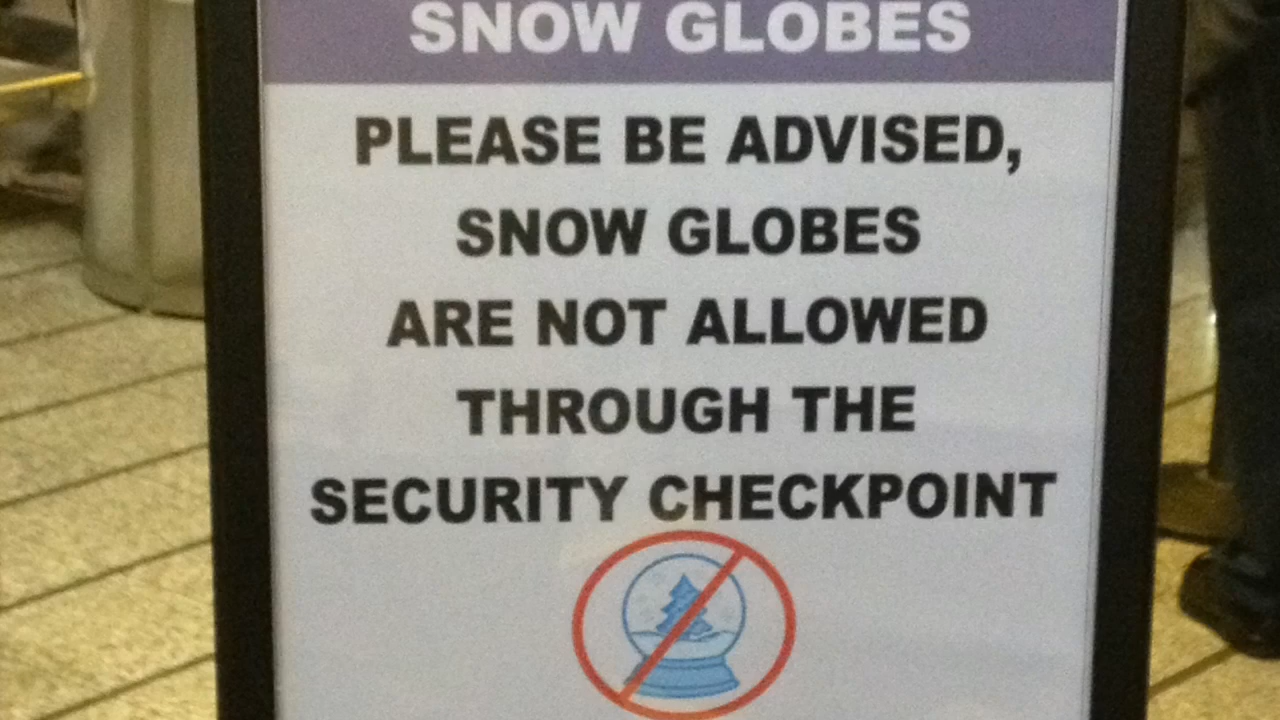 SNOW GLOBES
PLEASE BE ADVISED,
SNOW GLOBES
ARE NOT ALLOWED
THROUGH THE
SECURITY CHECKPOINT